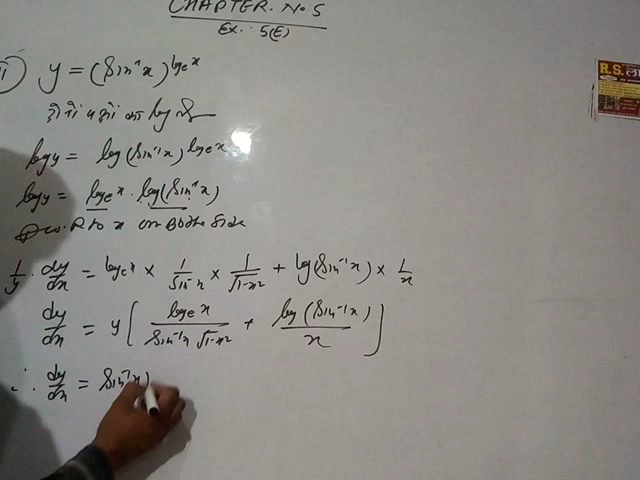 CHAPTER. No 5
Ex. 5(E)
y = (Sin⁻¹x)^logₑx
दोनों पक्षों का log
log y = log (Sin⁻¹x) logₑx
log y = logₑx · log(Sin⁻¹x)
w.R to x on Both Side
1/y · dy/dx = logₑx × 1/Sin⁻¹x × 1/√1-x² + log(Sin⁻¹x) × 1/x
dy/dx = y [ logₑx / Sin⁻¹x √1-x² + log (Sin⁻¹x) / x ]
∴ dy/dx = Sin⁻¹x)
R.S.